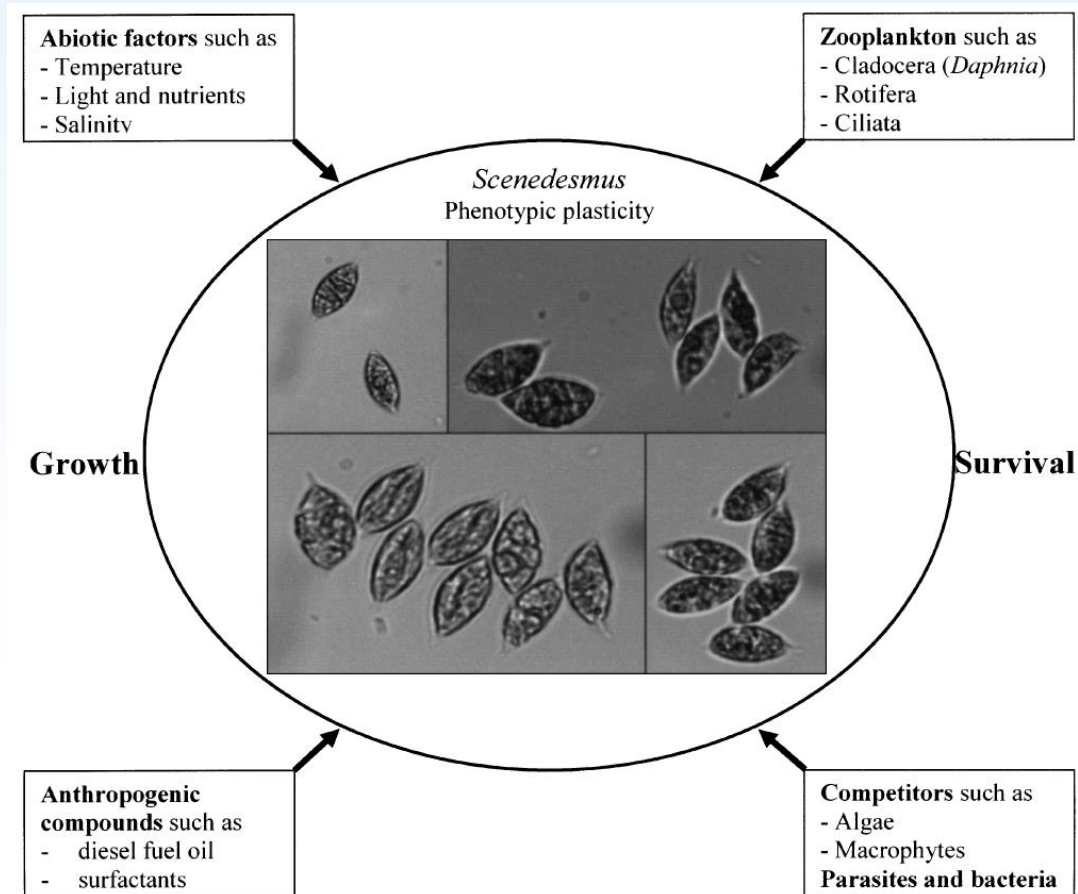 Abiotic factors such as
- Temperature
- Light and nutrients
- Salinity
Zooplankton such as
- Cladocera (Daphnia)
- Rotifera
- Ciliata
Scenedesmus
Phenotypic plasticity
Growth
Survival
Anthropogenic
compounds such as
- diesel fuel oil
- surfactants
Competitors such as
- Algae
- Macrophytes
Parasites and bacteria